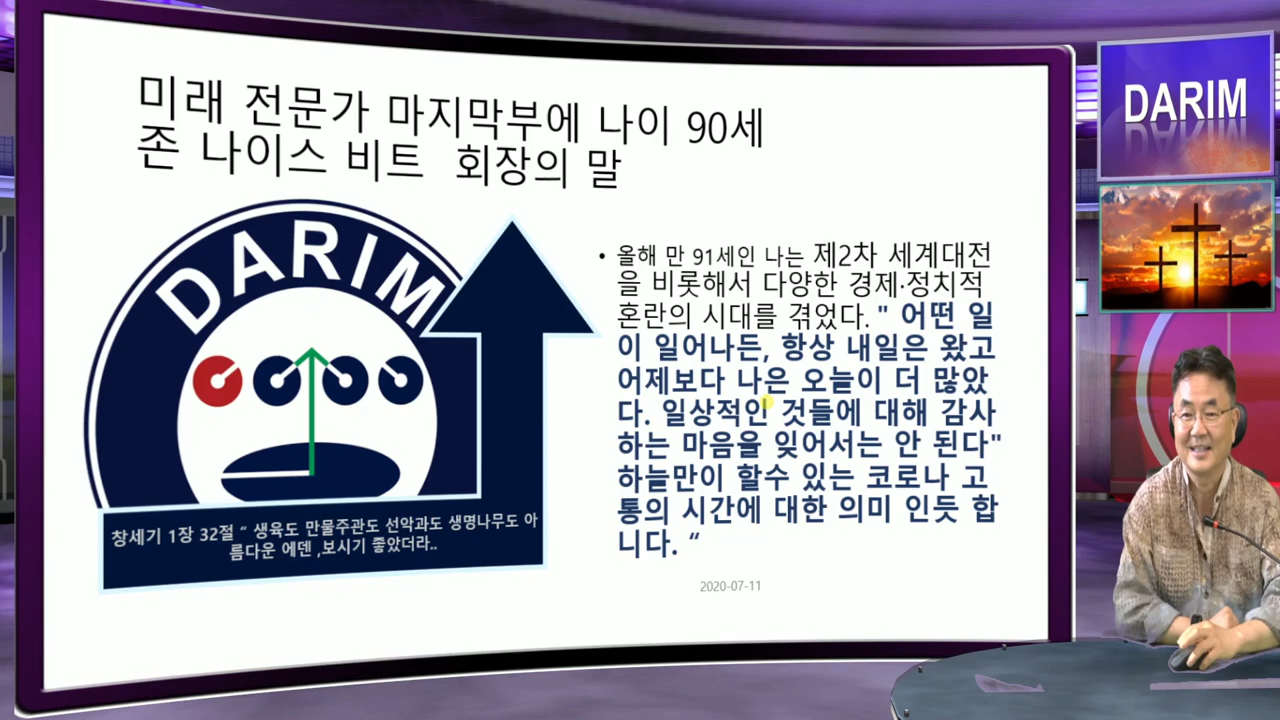 미래 전문가 마지막부에 나이 90세
존 나이스 비트 회장의 말
DARIM
창세기 1장 32절 “ 생육도 만물주관도 선악과도 생명나무도 아
름다운 에덴 ,보시기 좋았더라..
• 올해 만 91세인 나는 제2차 세계대전
을 비롯해서 다양한 경제·정치적
혼란의 시대를 겪었다. " 어떤 일
이 일어나든, 항상 내일은 왔고
어제보다 나은 오늘이 더 많았
다. 일상적인 것들에 대해 감사
하는 마음을 잊어서는 안 된다"
하늘만이 할수 있는 코로나 고
통의 시간에 대한 의미 인듯 합
니다. “
2020-07-11
DARIM